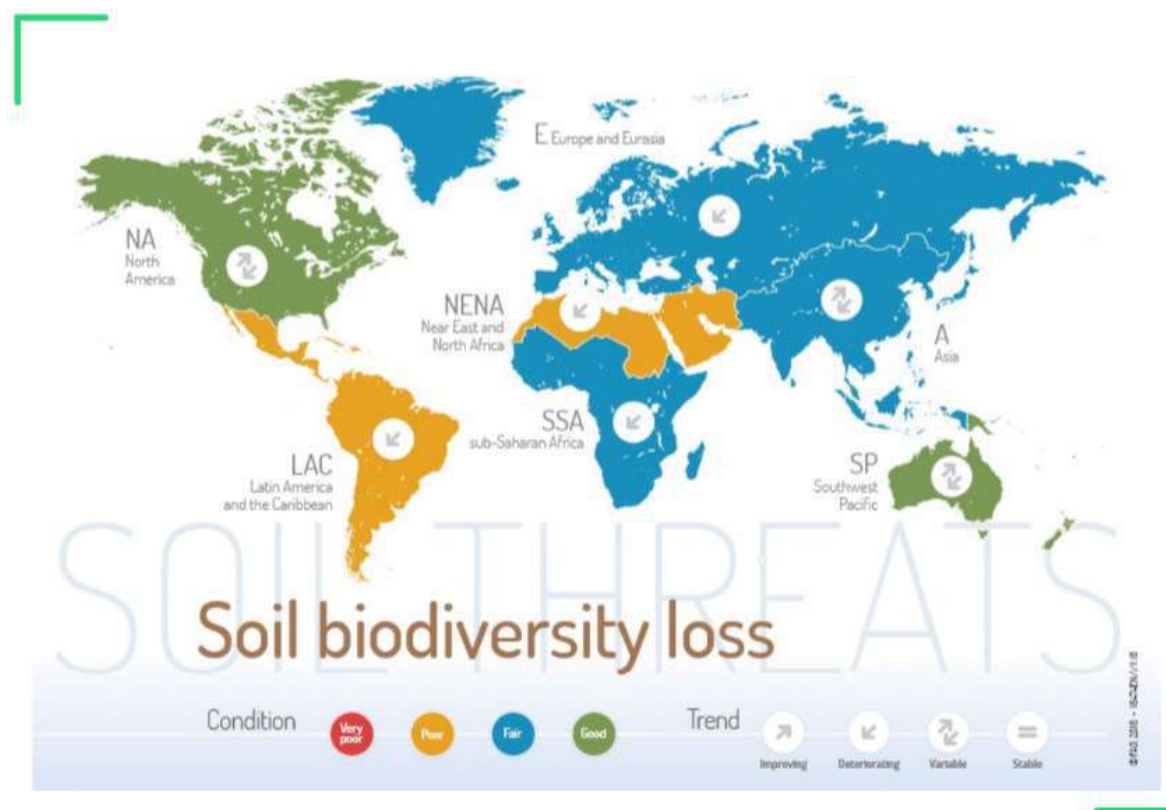 E Europe and Eurasia
NA
North
America
NENA
Near East and
North Africa
A
Asia
SSA
sub-Saharan Africa
LAC
Latin America
and the Caribbean
SP
Southwest
Pacific
SOIL THREATS
Soil biodiversity loss
Condition
Very
poor
Poor
Fair
Good
Trend
Improving
Deteriorating
Variable
Stable